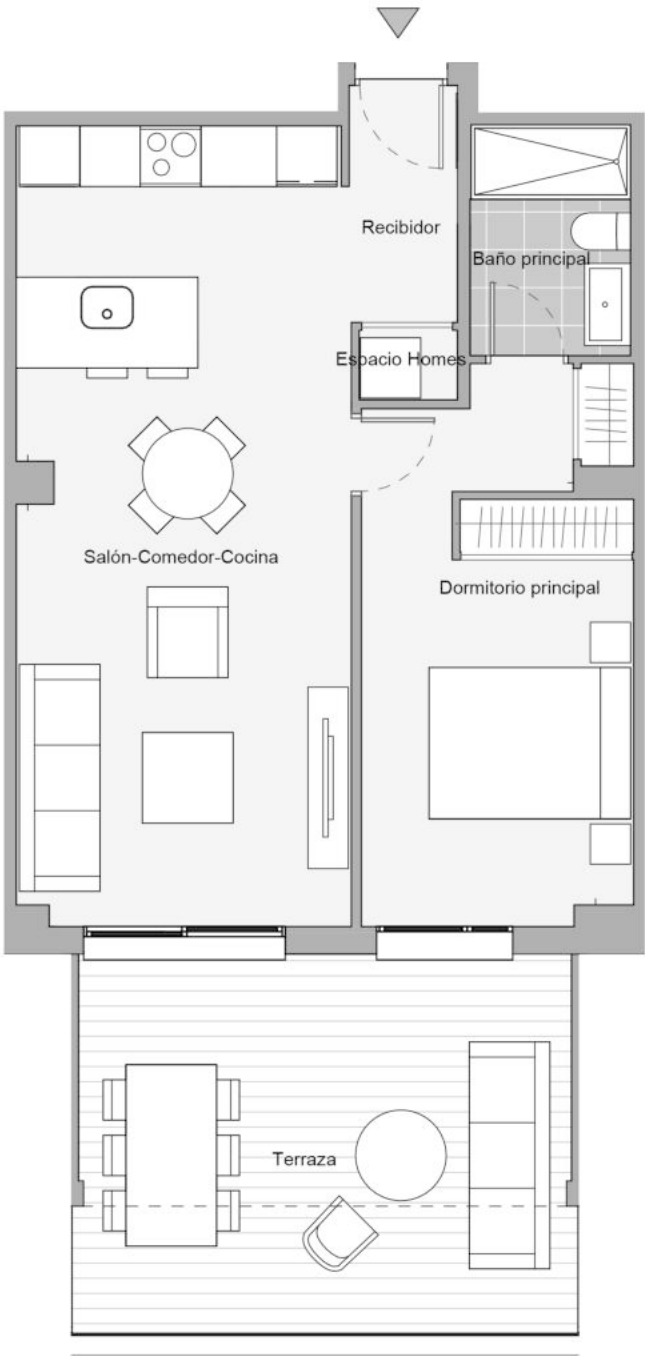 Recibidor
Baño principal
Espacio Homes
Salón-Comedor-Cocina
Dormitorio principal
Terraza